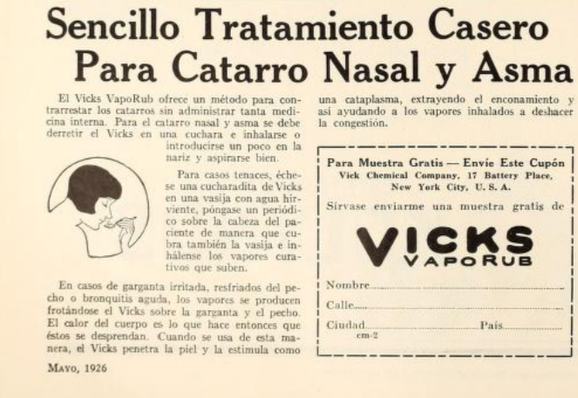 Sencillo Tratamiento Casero
Para Catarro Nasal y Asma
El Vicks VapoRub ofrece un método para con-
trarrestar los catarros sin administrar tanta medi-
cina interna. Para el catarro nasal y asma se debe
derretir el Vicks en una cuchara e inhalarse o
introducirse un poco en la
nariz y aspirarse bien.
Para casos tenaces, éche-
se una cucharadita de Vicks
en una vasija con agua hir-
viente, póngase un periódi-
co sobre la cabeza del pa-
ciente de manera que cu-
bra también la vasija e in-
hálense los vapores cura-
tivos que suben.
En casos de garganta irritada, resfriados del pe-
cho o bronquitis aguda, los vapores se producen
frotándose el Vicks sobre la garganta y el pecho.
El calor del cuerpo es lo que hace entonces que
éstos se desprendan. Cuando se usa de esta ma-
nera, el Vicks penetra la piel y la estimula como
una cataplasma, extrayendo el enconamiento y
así ayudando a los vapores inhalados a deshacer
la congestión.
Para Muestra Gratis — Envíe Este Cupón
Vick Chemical Company, 17 Battery Place,
New York City, U. S. A.
Sírvase enviarme una muestra gratis de
VICKS
VAPORUB
Nombre
Calle
Ciudad País
cm-2
MAYO, 1926